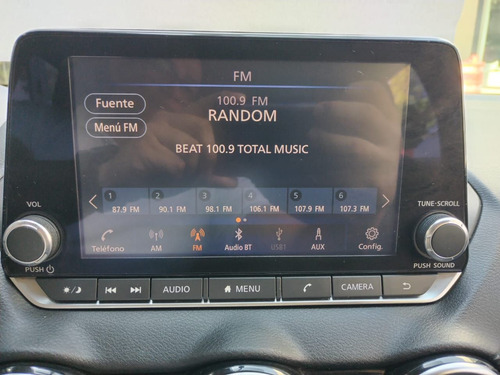 FM
Fuente
100.9 FM
RANDOM
Menú FM
BEAT 100.9 TOTAL MUSIC
1 2 3 4 5 6
87.9 FM 90.1 FM 98.1 FM 106.1 FM 107.9 FM 107.3 FM
VOL
TUNE·SCROLL
Teléfono AM FM Audio BT USB1 AUX Config.
PUSH
PUSH SOUND
AUDIO MENU CAMERA